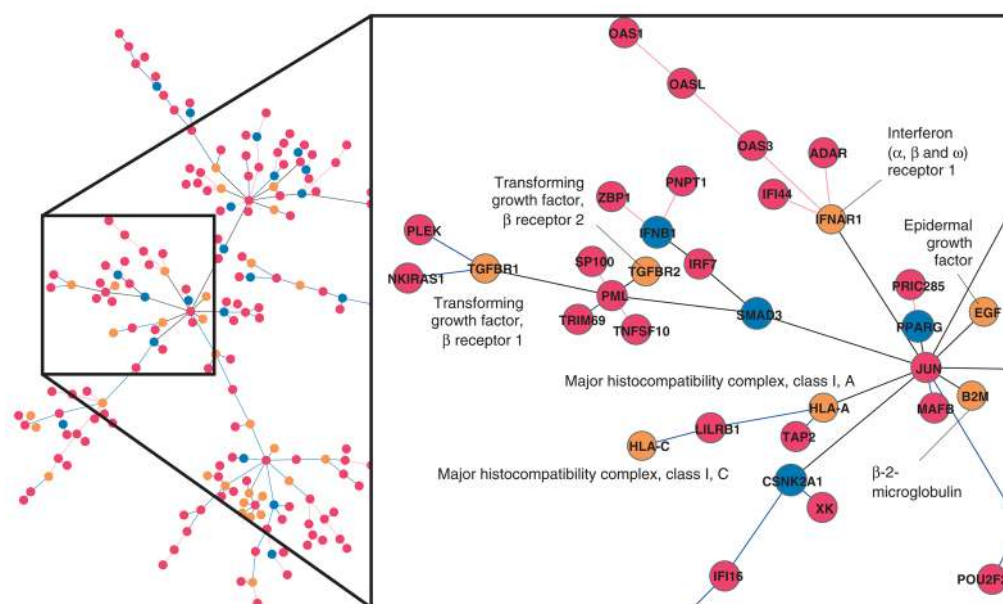 OAS1
OASL
OAS3
ADAR
Interferon
(α, β and ω)
receptor 1
IFI44
IFNAR1
Transforming
growth factor,
β receptor 2
ZBP1
PNPT1
IFNB1
Epidermal
growth
factor
PLEK
TGFBR1
NKIRAS1
SP100
TGFBR2
IRF7
PML
TRIM69
TNFSF10
SMAD3
PRIC285
PPARG
EGF
Transforming
growth factor,
β receptor 1
JUN
Major histocompatibility complex, class I, A
HLA-A
MAFB
B2M
LILRB1
TAP2
HLA-C
Major histocompatibility complex, class I, C
CSNK2A1
β-2-
microglobulin
XK
IFI16